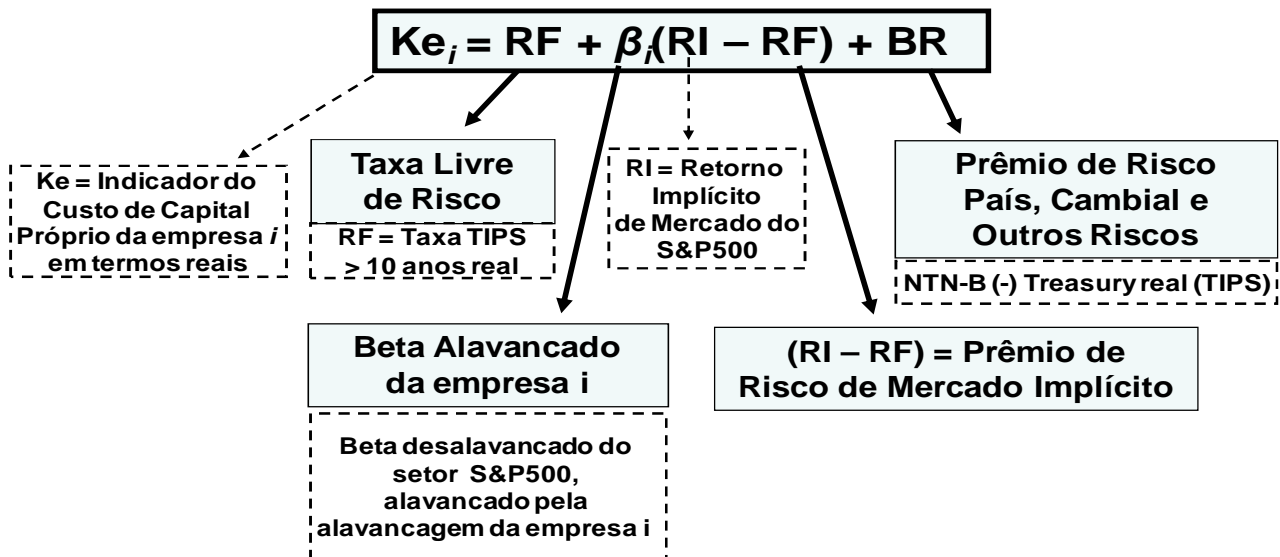 Keᵢ = RF + βᵢ(RI – RF) + BR
Ke = Indicador do
Custo de Capital
Próprio da empresa i
em termos reais
Taxa Livre
de Risco
RF = Taxa TIPS
> 10 anos real
RI = Retorno
Implícito
de Mercado do
S&P500
Prêmio de Risco
País, Cambial e
Outros Riscos
NTN-B (-) Treasury real (TIPS)
Beta Alavancado
da empresa i
Beta desalavancado do
setor S&P500,
alavancado pela
alavancagem da empresa i
(RI – RF) = Prêmio de
Risco de Mercado Implícito